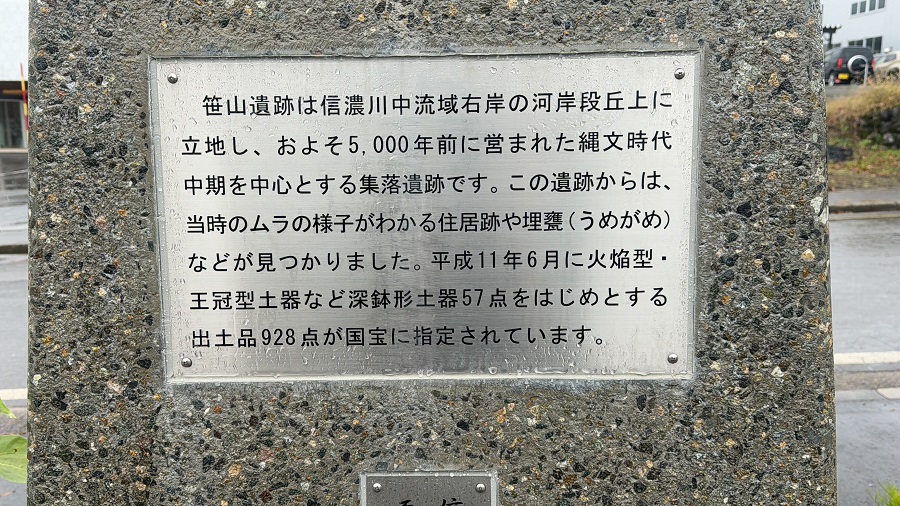 笹山遺跡は信濃川中流域右岸の河岸段丘上に
立地し、およそ5,000年前に営まれた縄文時代
中期を中心とする集落遺跡です。この遺跡からは、
当時のムラの様子がわかる住居跡や埋甕(うめがめ)
などが見つかりました。平成11年6月に火焔型・
王冠型土器など深鉢形土器57点をはじめとする
出土品928点が国宝に指定されています。